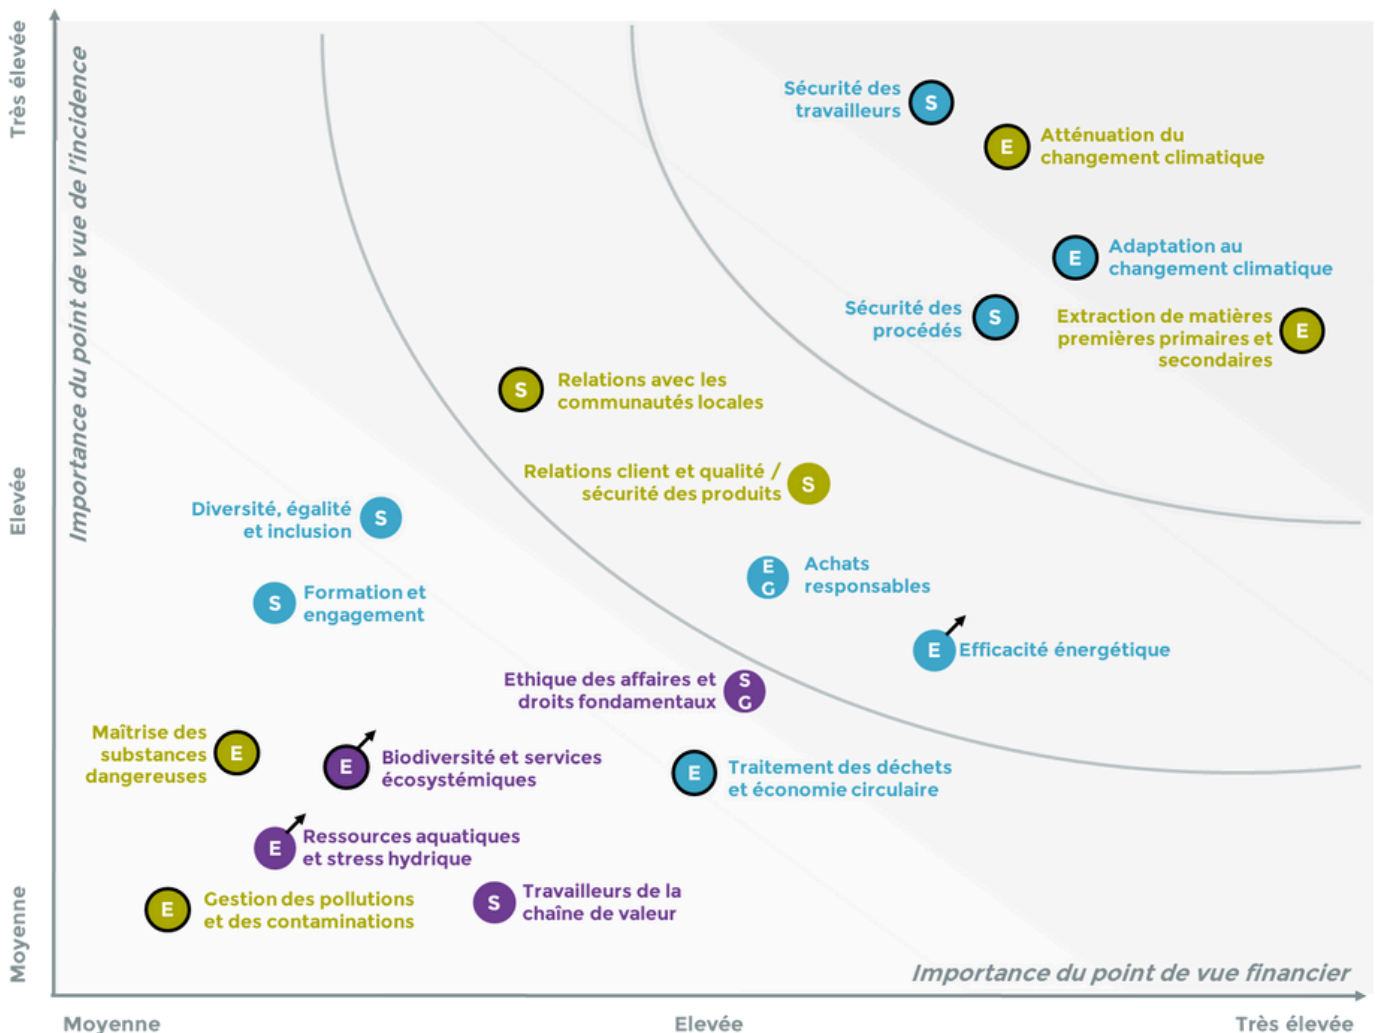 Très élevée
Importance du point de vue de l'incidence
Sécurité des
travailleurs
S
E
Atténuation du
changement climatique
E
Adaptation au
changement climatique
Sécurité des
procédés
S
Extraction de matières
premières primaires et
secondaires
E
S
Relations avec les
communautés locales
Elevée
Relations client et qualité /
sécurité des produits
S
Diversité, égalité
et inclusion
S
E
G
Achats
responsables
S
Formation et
engagement
E
Efficacité énergétique
Ethique des affaires et
droits fondamentaux
S
G
Maîtrise des
substances
dangereuses
E
E
Biodiversité et services
écosystémiques
E
Traitement des déchets
et économie circulaire
E
Ressources aquatiques
et stress hydrique
Moyenne
E
Gestion des pollutions
et des contaminations
S
Travailleurs de la
chaîne de valeur
Importance du point de vue financier
Moyenne
Elevée
Très élevée